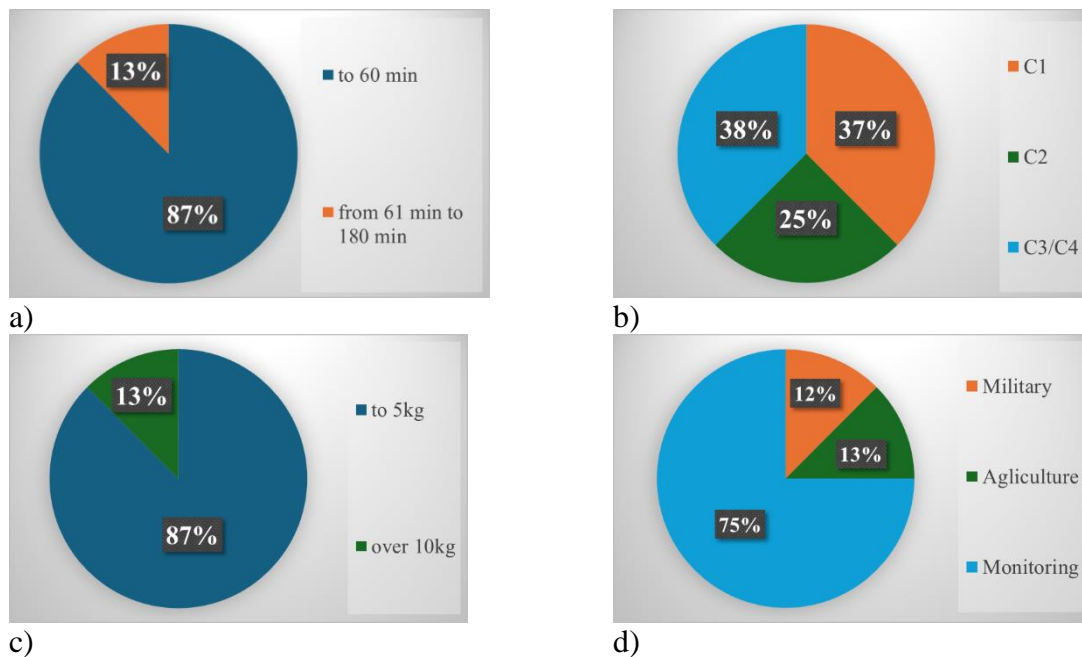 13%
87%
to 60 min
from 61 min to
180 min
a)
38%
37%
25%
C1
C2
C3/C4
b)
13%
87%
to 5kg
over 10kg
c)
12%
13%
75%
Military
Agliculture
Monitoring
d)